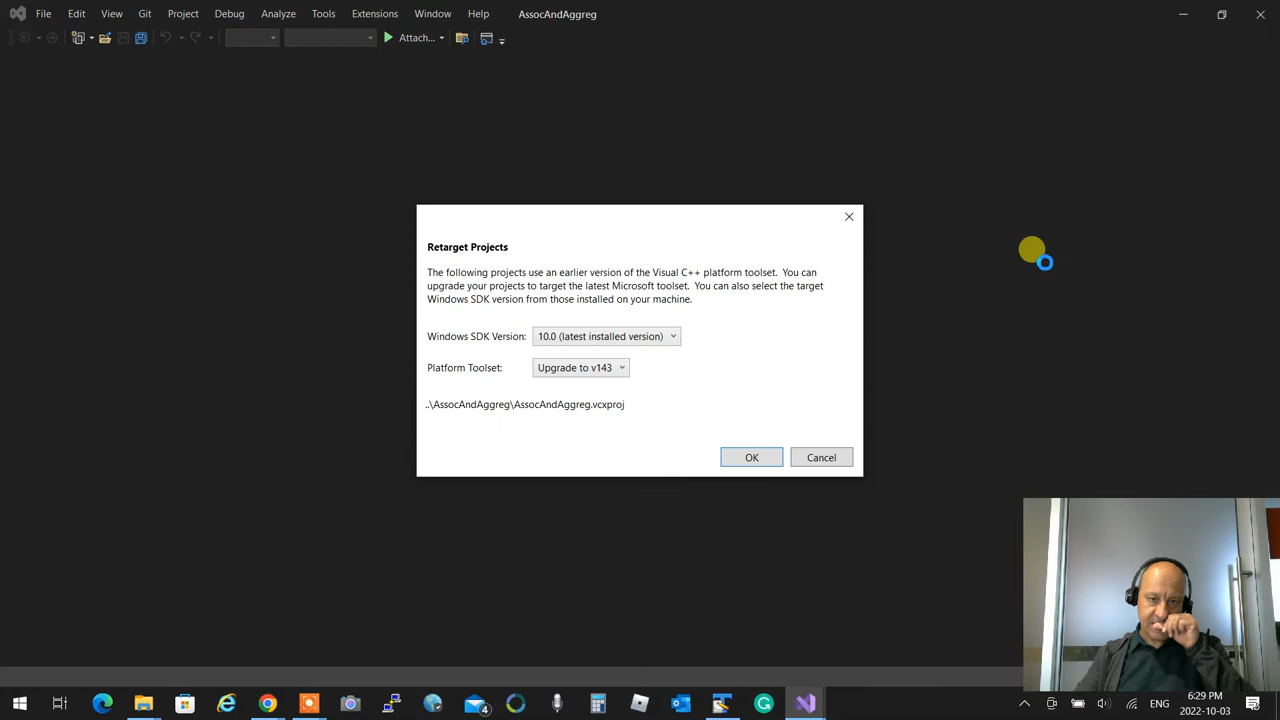 File Edit View Git Project Debug Analyze Tools Extensions Window Help AssocAndAggreg
Attach...
Retarget Projects
The following projects use an earlier version of the Visual C++ platform toolset. You can
upgrade your projects to target the latest Microsoft toolset. You can also select the target
Windows SDK version from those installed on your machine.
Windows SDK Version: 10.0 (latest installed version)
Platform Toolset: Upgrade to v143
..\AssocAndAggreg\AssocAndAggreg.vcxproj
OK Cancel
4
ENG
6:29 PM
2022-10-03